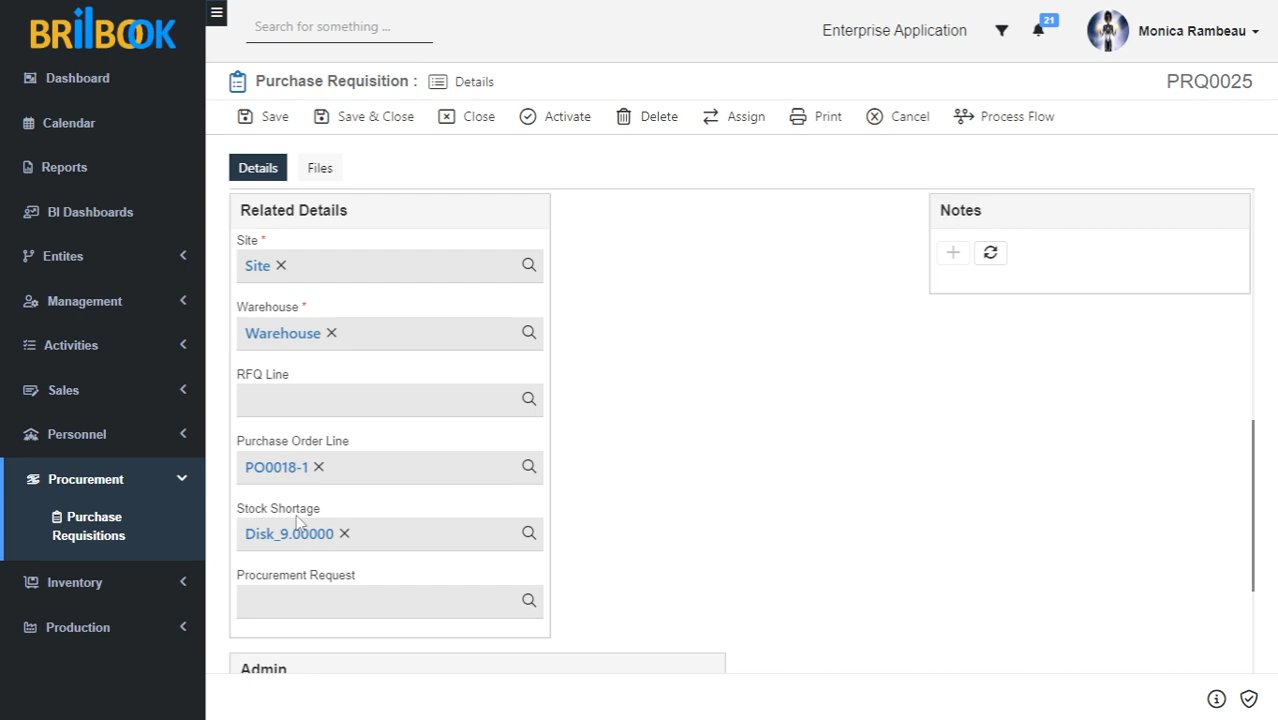 BRILBOOK
Search for something ...
Enterprise Application
21
Monica Rambeau
Dashboard
Calendar
Reports
BI Dashboards
Entites
Management
Activities
Sales
Personnel
Procurement
Purchase
Requisitions
Inventory
Production
Purchase Requisition :
Details
PRQ0025
Save
Save & Close
Close
Activate
Delete
Assign
Print
Cancel
Process Flow
Details
Files
Related Details
Site *
Site ×
Warehouse *
Warehouse ×
RFQ Line
Purchase Order Line
PO0018-1 ×
Stock Shortage
Disk_9.00000 ×
Procurement Request
Notes
Admin